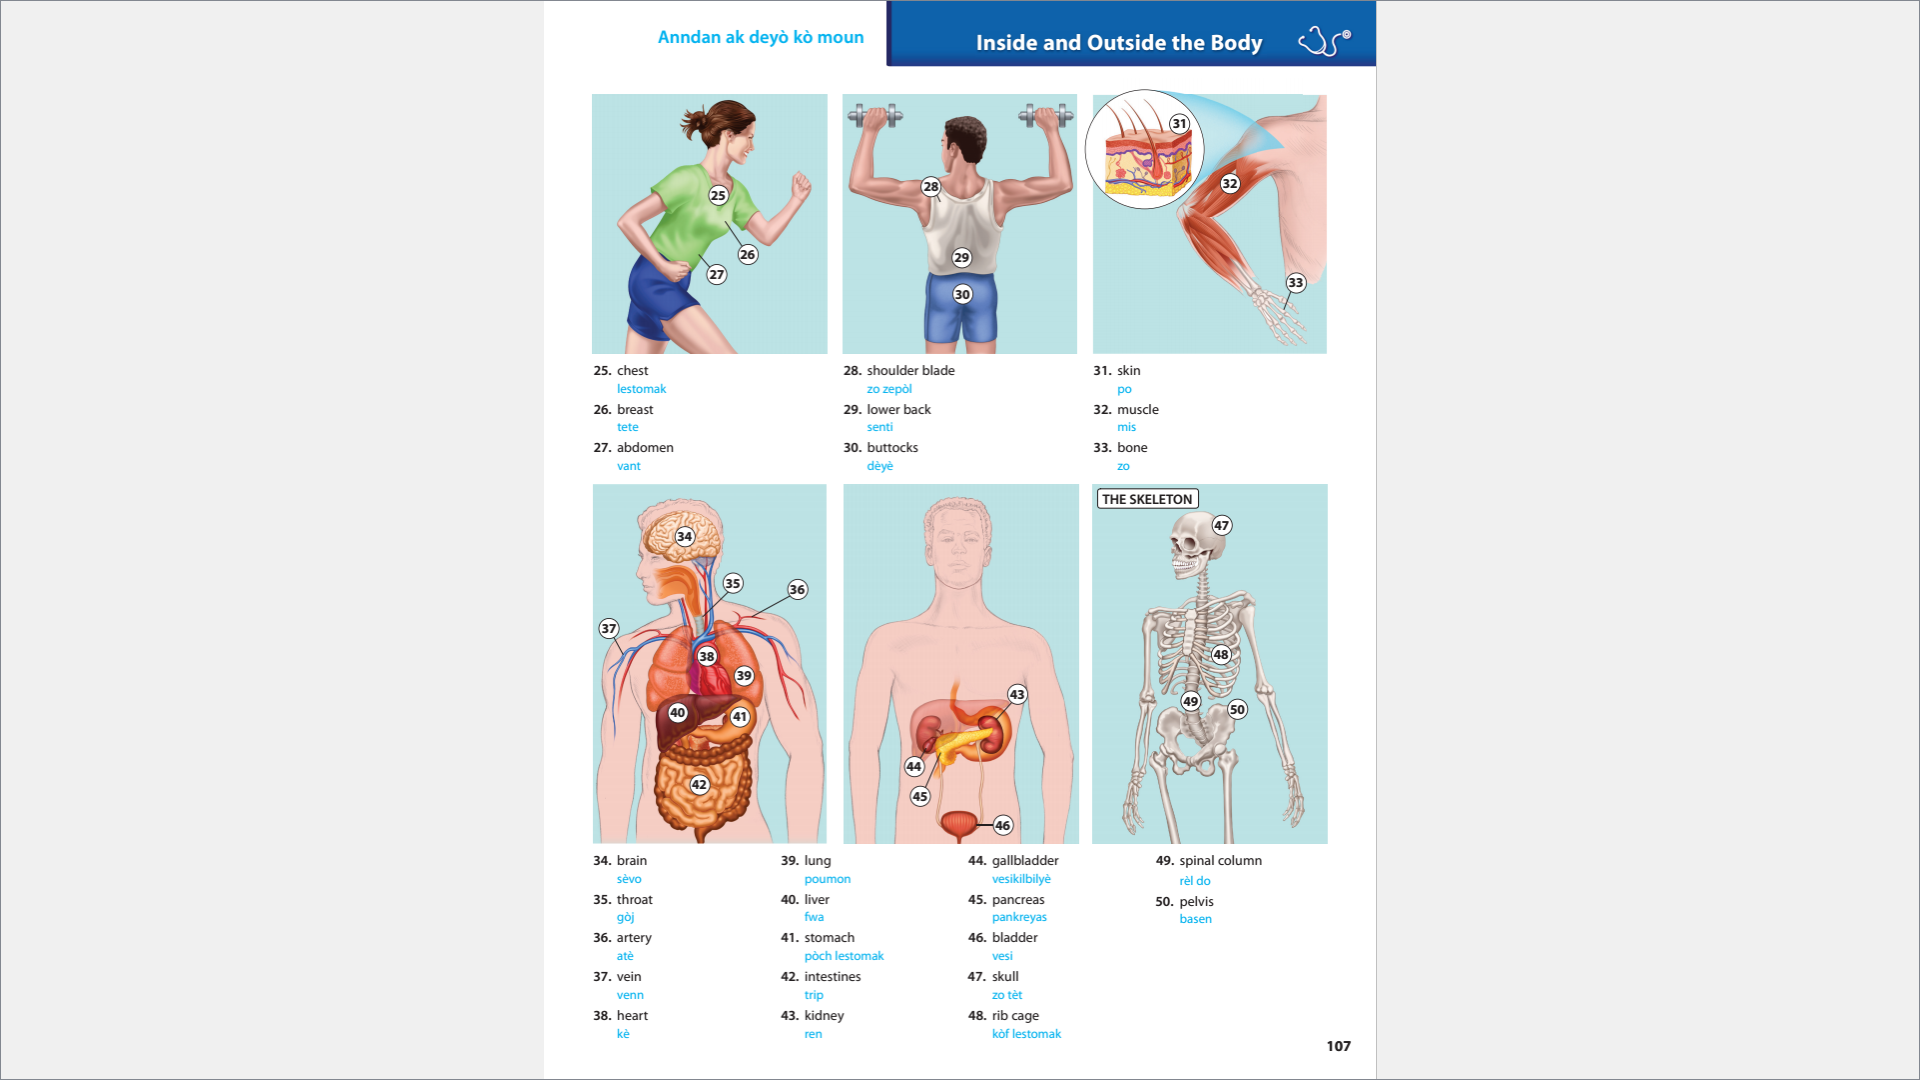 Anndan ak deyò kò moun
Inside and Outside the Body
25
26
27
28
29
30
31
32
33
25. chest
lestomak
26. breast
tete
27. abdomen
vant
28. shoulder blade
zo zepòl
29. lower back
senti
30. buttocks
dèyè
31. skin
po
32. muscle
mis
33. bone
zo
34
35
36
37
38
39
40
41
42
43
44
45
46
THE SKELETON
47
48
49
50
34. brain
sèvo
35. throat
gòj
36. artery
atè
37. vein
venn
38. heart
kè
39. lung
poumon
40. liver
fwa
41. stomach
pòch lestomak
42. intestines
trip
43. kidney
ren
44. gallbladder
vesikilbilyè
45. pancreas
pankreyas
46. bladder
vesi
47. skull
zo tèt
48. rib cage
kòf lestomak
49. spinal column
rèl do
50. pelvis
basen
107